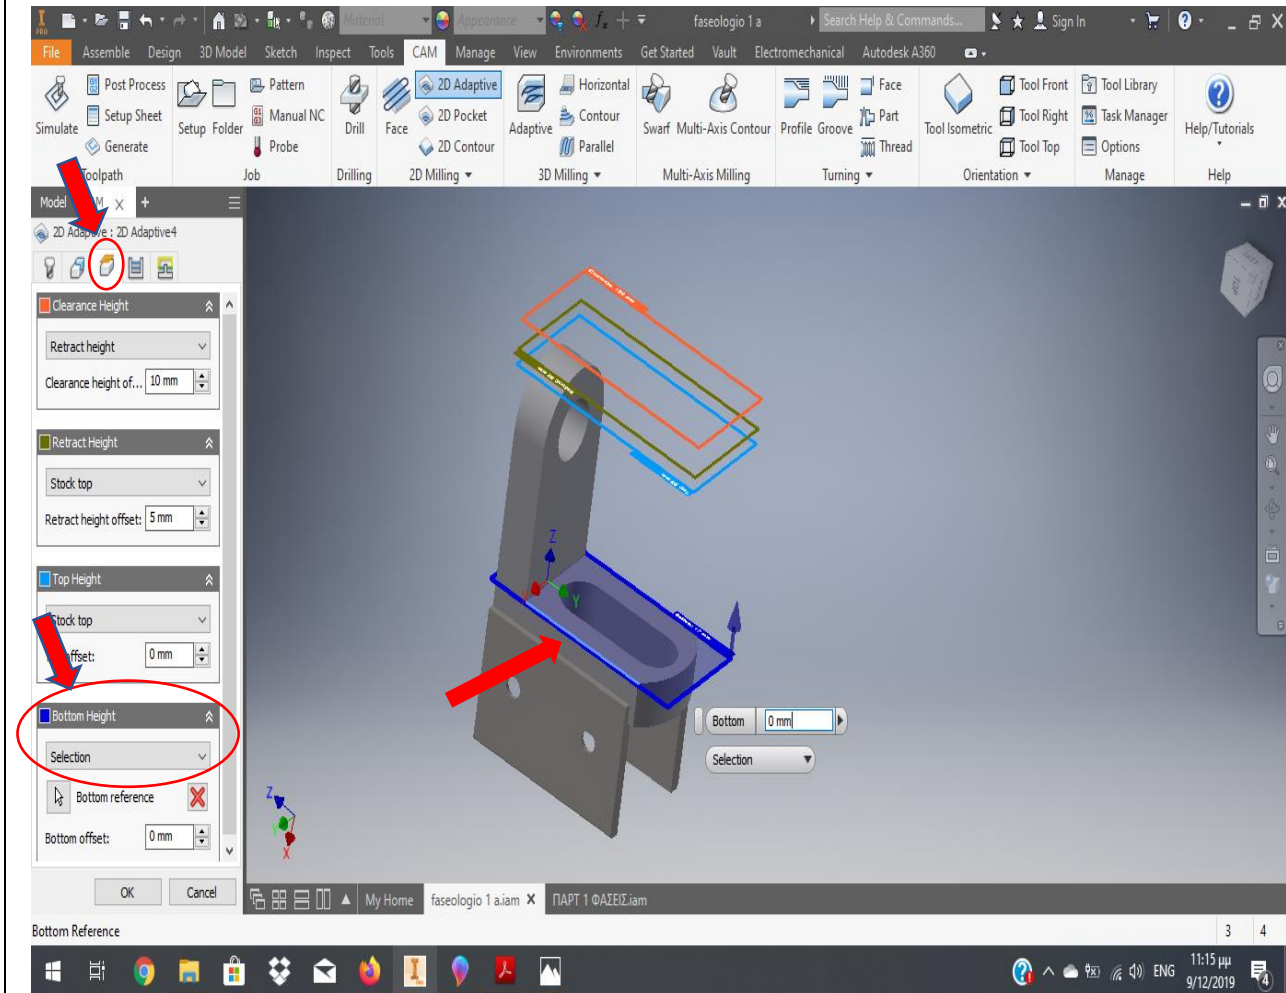 PRO Material Appearance faseologio 1 a Search Help & Commands... Sign In
File Assemble Design 3D Model Sketch Inspect Tools CAM Manage View Environments Get Started Vault Electromechanical Autodesk A360
Post Process Pattern 2D Adaptive Horizontal Face Tool Front Tool Library
Setup Sheet Manual NC 2D Pocket Contour Part Tool Right Task Manager
Simulate Setup Folder Drill Face Adaptive Swarf Multi-Axis Contour Profile Groove Tool Isometric Help/Tutorials
Generate Probe 2D Contour Parallel Thread Tool Top Options
Toolpath Job Drilling 2D Milling 3D Milling Multi-Axis Milling Turning Orientation Manage Help
Model
2D Adaptive : 2D Adaptive4
Clearance Height
Retract height
Clearance height of... 10 mm
Retract Height
Stock top
Retract height offset: 5 mm
Top Height
Stock top
offset: 0 mm
Bottom Height
Selection
Bottom reference
Bottom offset: 0 mm
OK Cancel
Z
Y
Bottom 0 mm
Selection
Z
Y
X
TOP
My Home faseologio 1 a.iam X ΠΑΡΤ 1 ΦΑΣΕΙΣ.iam
Bottom Reference 3 4
ENG 11:15 μμ
9/12/2019
4